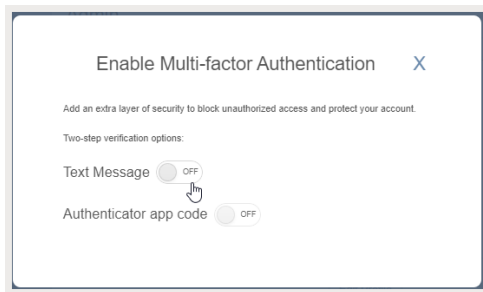 Enable Multi-factor Authentication X
Add an extra layer of security to block unauthorized access and protect your account.
Two-step verification options:
Text Message OFF
Authenticator app code OFF